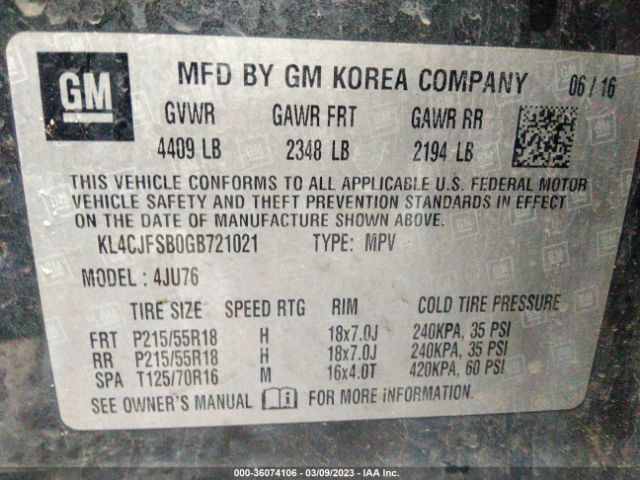 GM
MFD BY GM KOREA COMPANY 06/16
GVWR GAWR FRT GAWR RR
4409 LB 2348 LB 2194 LB
THIS VEHICLE CONFORMS TO ALL APPLICABLE U.S. FEDERAL MOTOR
VEHICLE SAFETY AND THEFT PREVENTION STANDARDS IN EFFECT
ON THE DATE OF MANUFACTURE SHOWN ABOVE.
KL4CJFSB0GB721021 TYPE: MPV
MODEL: 4JU76
TIRE SIZE SPEED RTG RIM COLD TIRE PRESSURE
FRT P215/55R18 H 18x7.0J 240KPA, 35 PSI
RR P215/55R18 H 18x7.0J 240KPA, 35 PSI
SPA T125/70R16 M 16x4.0T 420KPA, 60 PSI
SEE OWNER'S MANUAL FOR MORE INFORMATION.
000-36074106 - 03/09/2023 - IAA Inc.